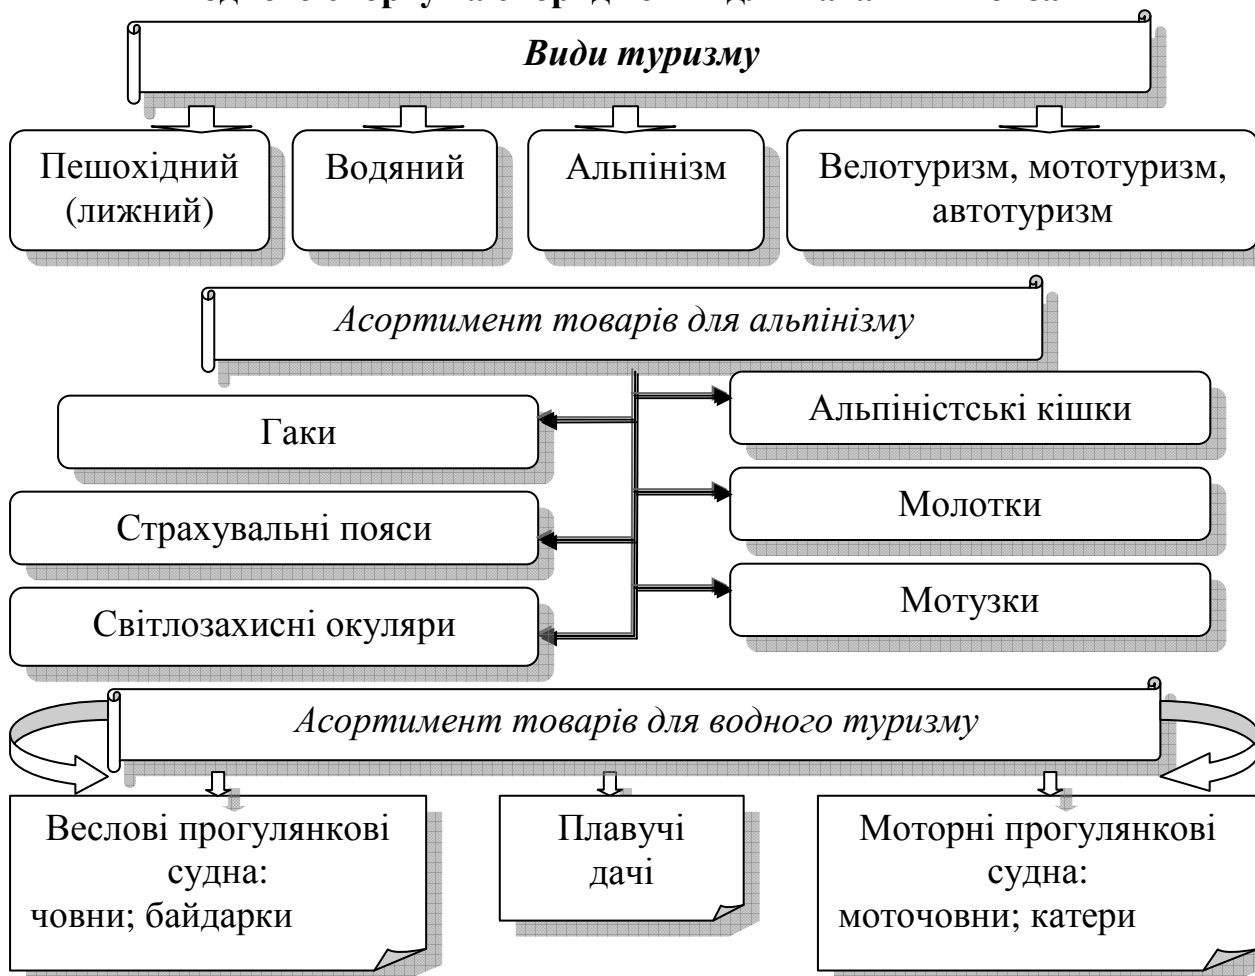 Види туризму
Пешохідний
(лижний)
Водяний
Альпінізм
Велотуризм, мототуризм,
автотуризм
Асортимент товарів для альпінізму
Гаки
Альпіністські кішки
Страхувальні пояси
Молотки
Світлозахисні окуляри
Мотузки
Асортимент товарів для водного туризму
Веслові прогулянкові
судна:
човни; байдарки
Плавучі
дачі
Моторні прогулянкові
судна:
моточовни; катери